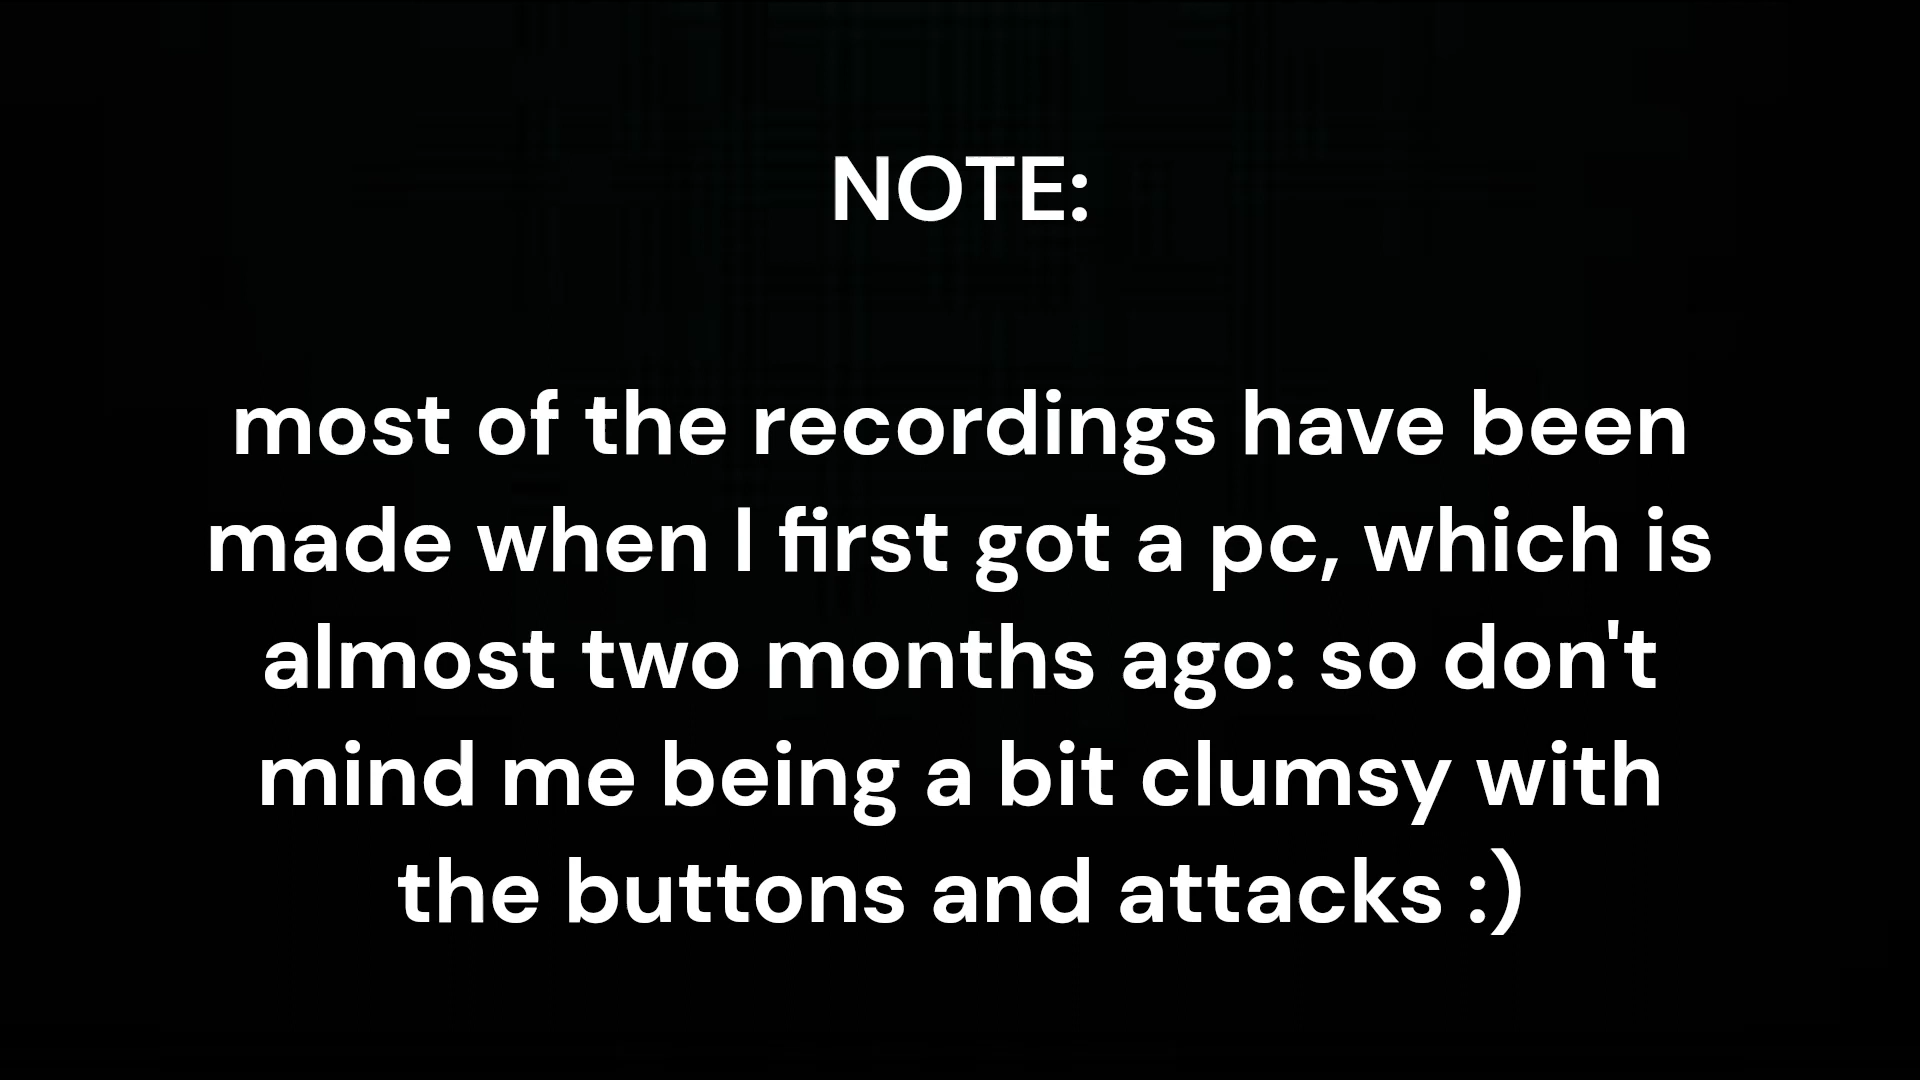 NOTE:
most of the recordings have been
made when I first got a pc, which is
almost two months ago: so don't
mind me being a bit clumsy with
the buttons and attacks :)